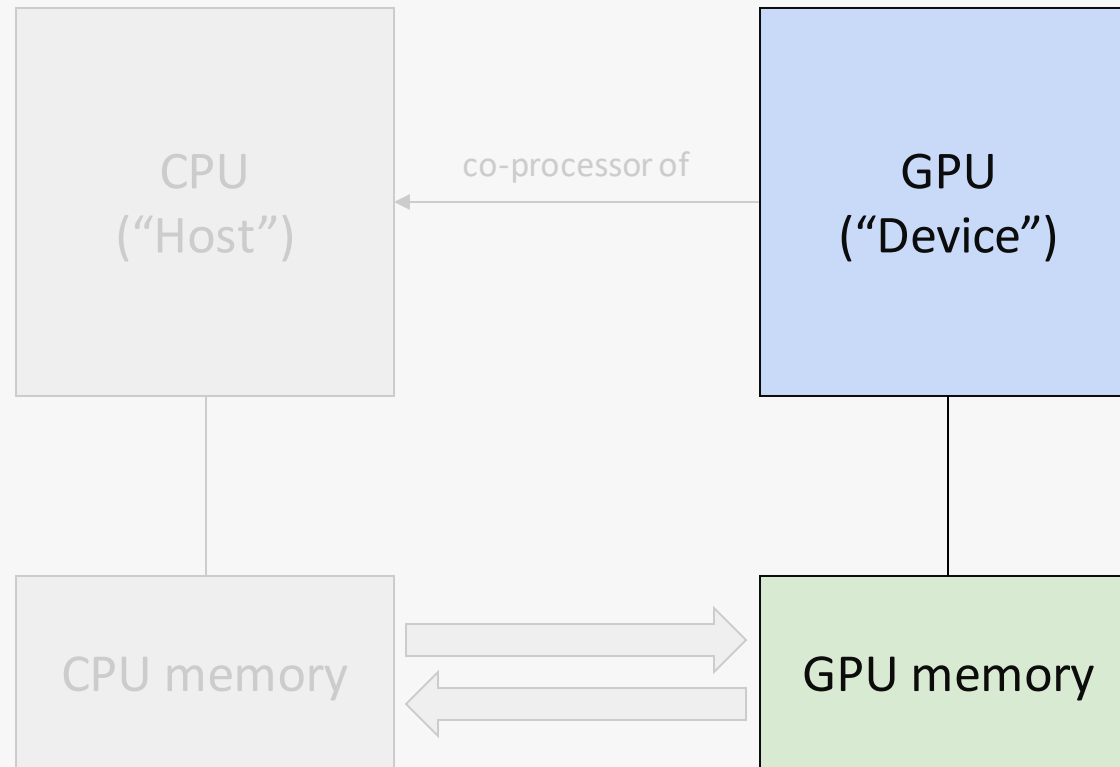 CPU
(“Host”)
co-processor of
GPU
(“Device”)
CPU memory
GPU memory